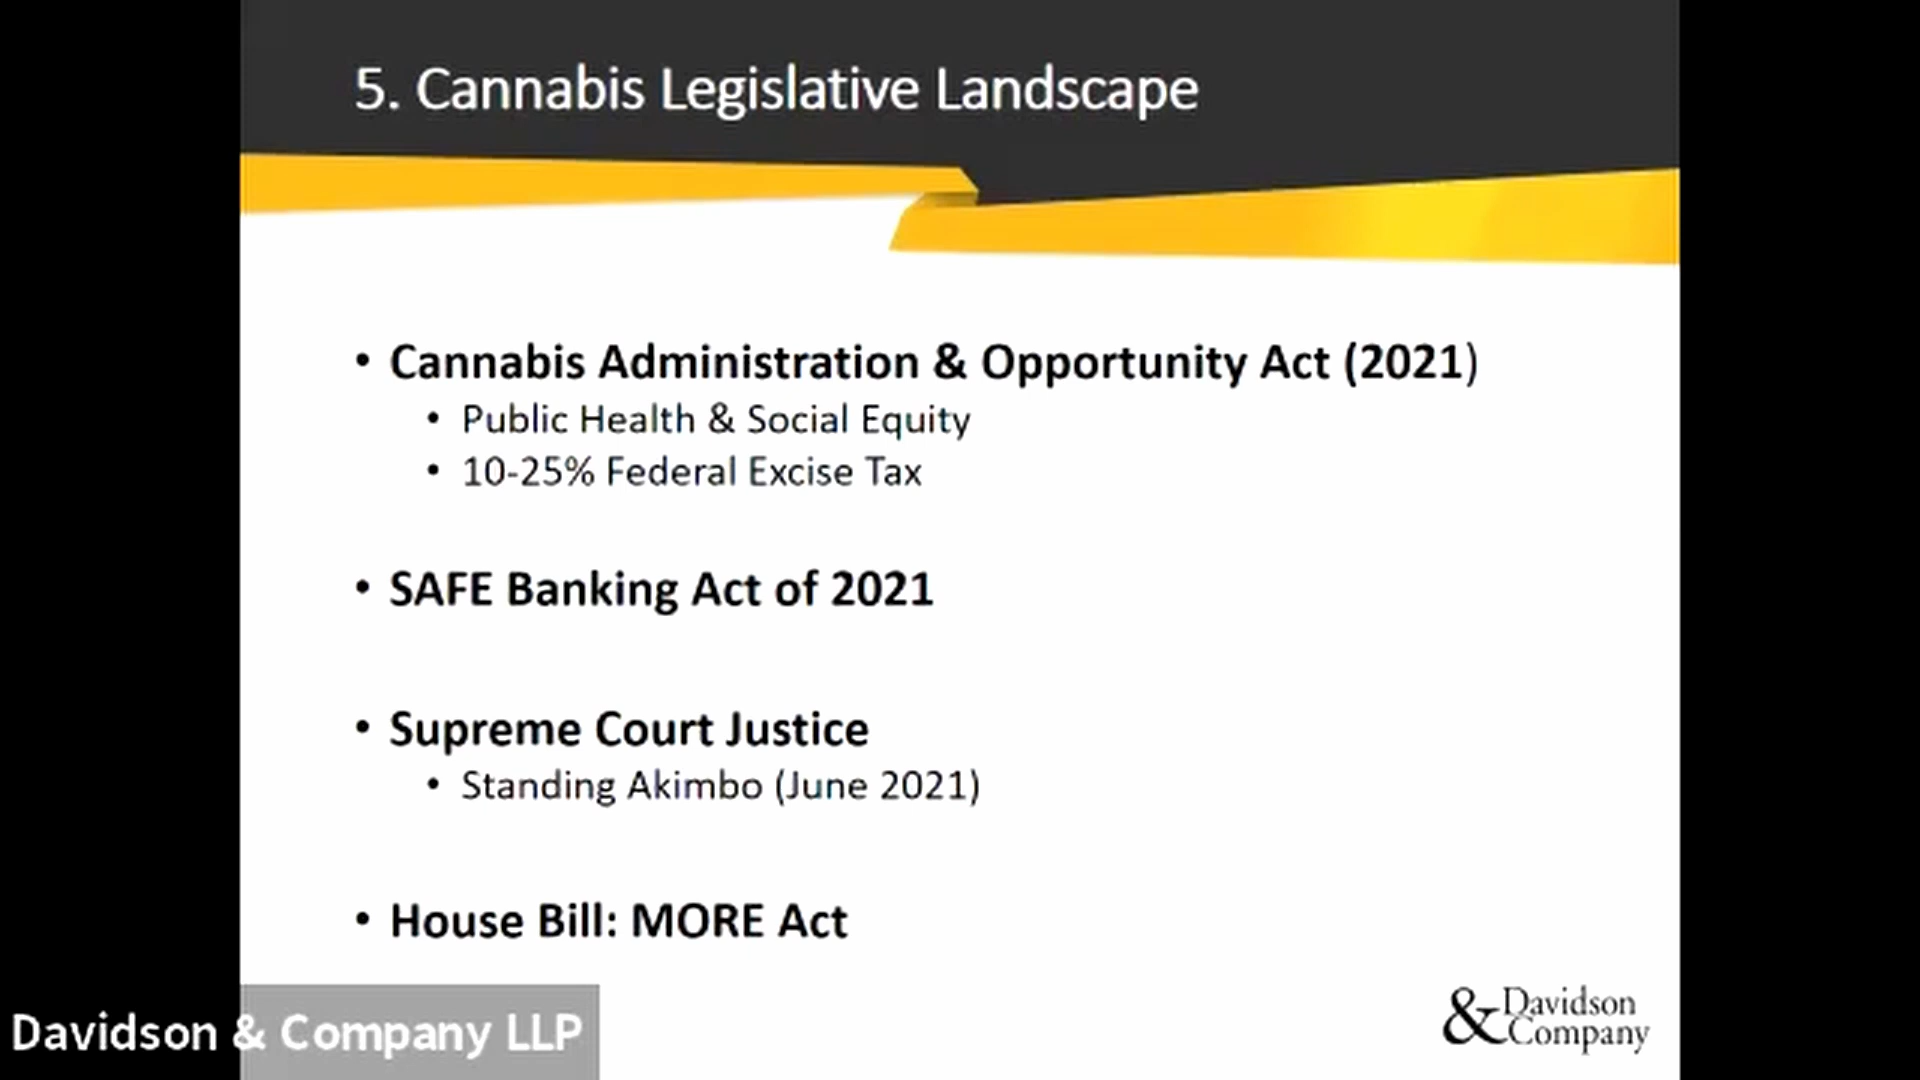 5. Cannabis Legislative Landscape
• Cannabis Administration & Opportunity Act (2021)
• Public Health & Social Equity
• 10-25% Federal Excise Tax
• SAFE Banking Act of 2021
• Supreme Court Justice
• Standing Akimbo (June 2021)
• House Bill: MORE Act
Davidson & Company LLP
& Davidson
Company